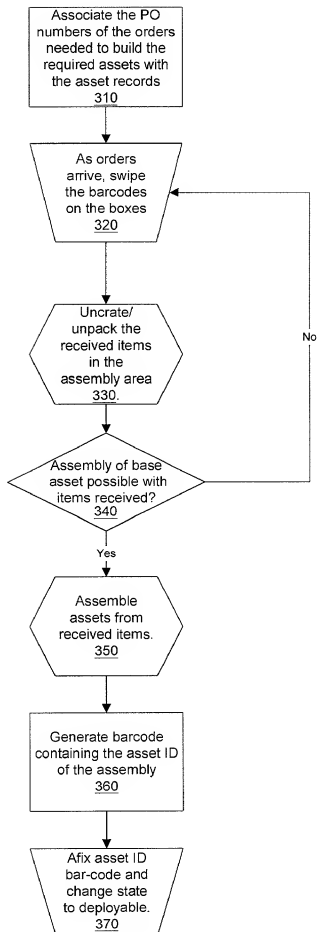 Associate the PO
numbers of the orders
needed to build the
required assets with
the asset records
310
As orders
arrive, swipe
the barcodes
on the boxes
320
Uncrate/
unpack the
received items
in the
assembly area
330.
No
Assembly of base
asset possible with
items received?
340
Yes
Assemble
assets from
received items.
350
Generate barcode
containing the asset ID
of the assembly
360
Afix asset ID
bar-code and
change state
to deployable.
370